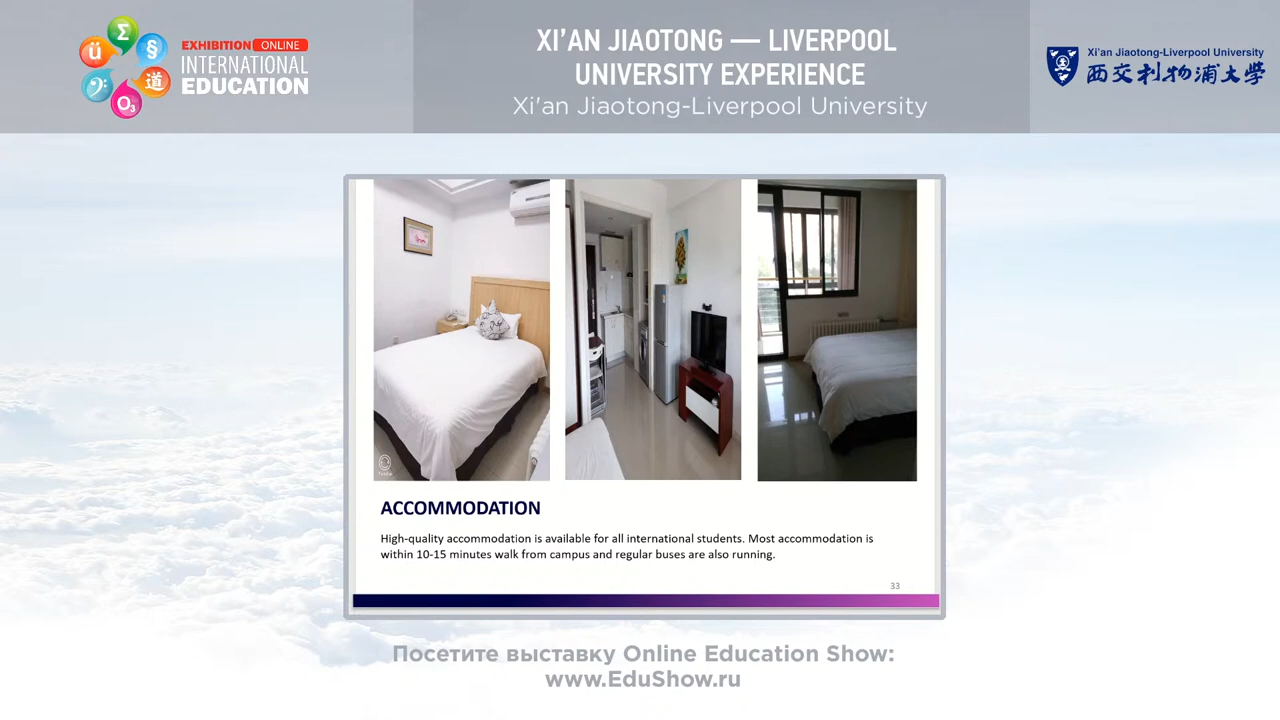 ü
Σ
§
道
O₃
EXHIBITION ONLINE
INTERNATIONAL
EDUCATION
XI’AN JIAOTONG — LIVERPOOL
UNIVERSITY EXPERIENCE
Xi'an Jiaotong-Liverpool University
Xi'an Jiaotong-Liverpool University
西交利物浦大学
ACCOMMODATION
High-quality accommodation is available for all international students. Most accommodation is
within 10-15 minutes walk from campus and regular buses are also running.
33
Посетите выставку Online Education Show:
www.EduShow.ru